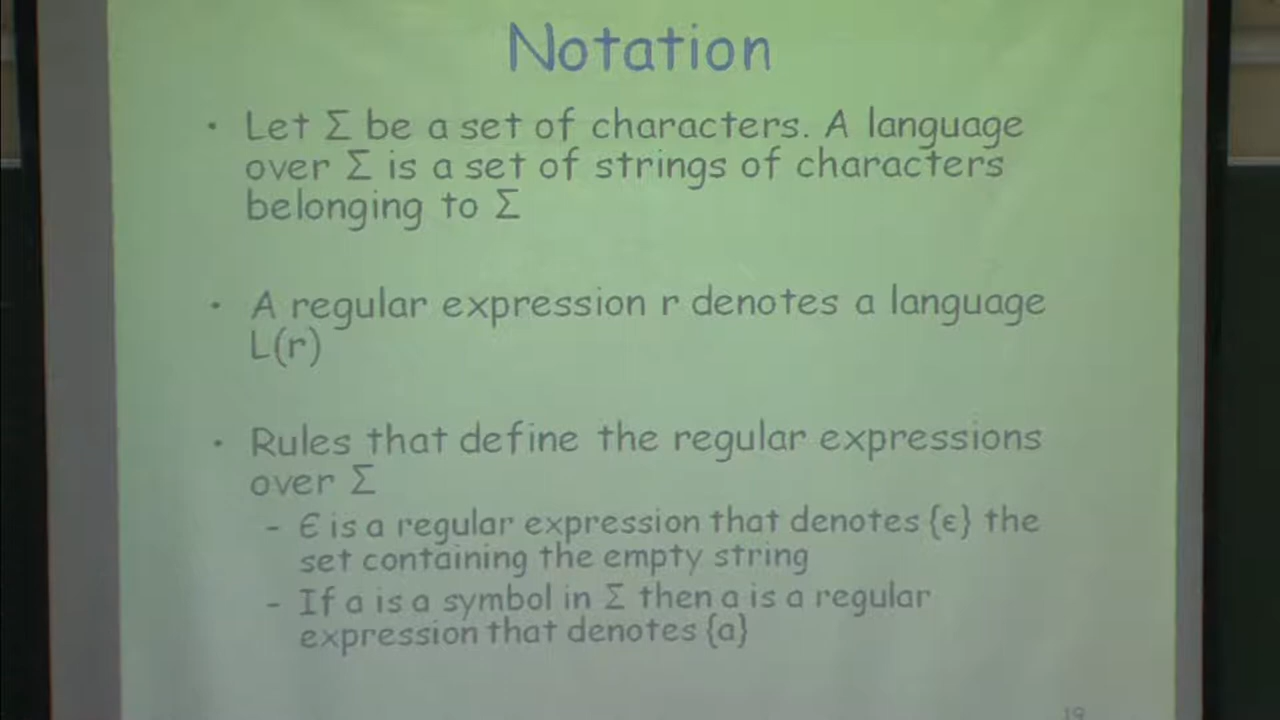 Notation
• Let Σ be a set of characters. A language
over Σ is a set of strings of characters
belonging to Σ
• A regular expression r denotes a language
L(r)
• Rules that define the regular expressions
over Σ
- Є is a regular expression that denotes {є} the
set containing the empty string
- If a is a symbol in Σ then a is a regular
expression that denotes {a}
19